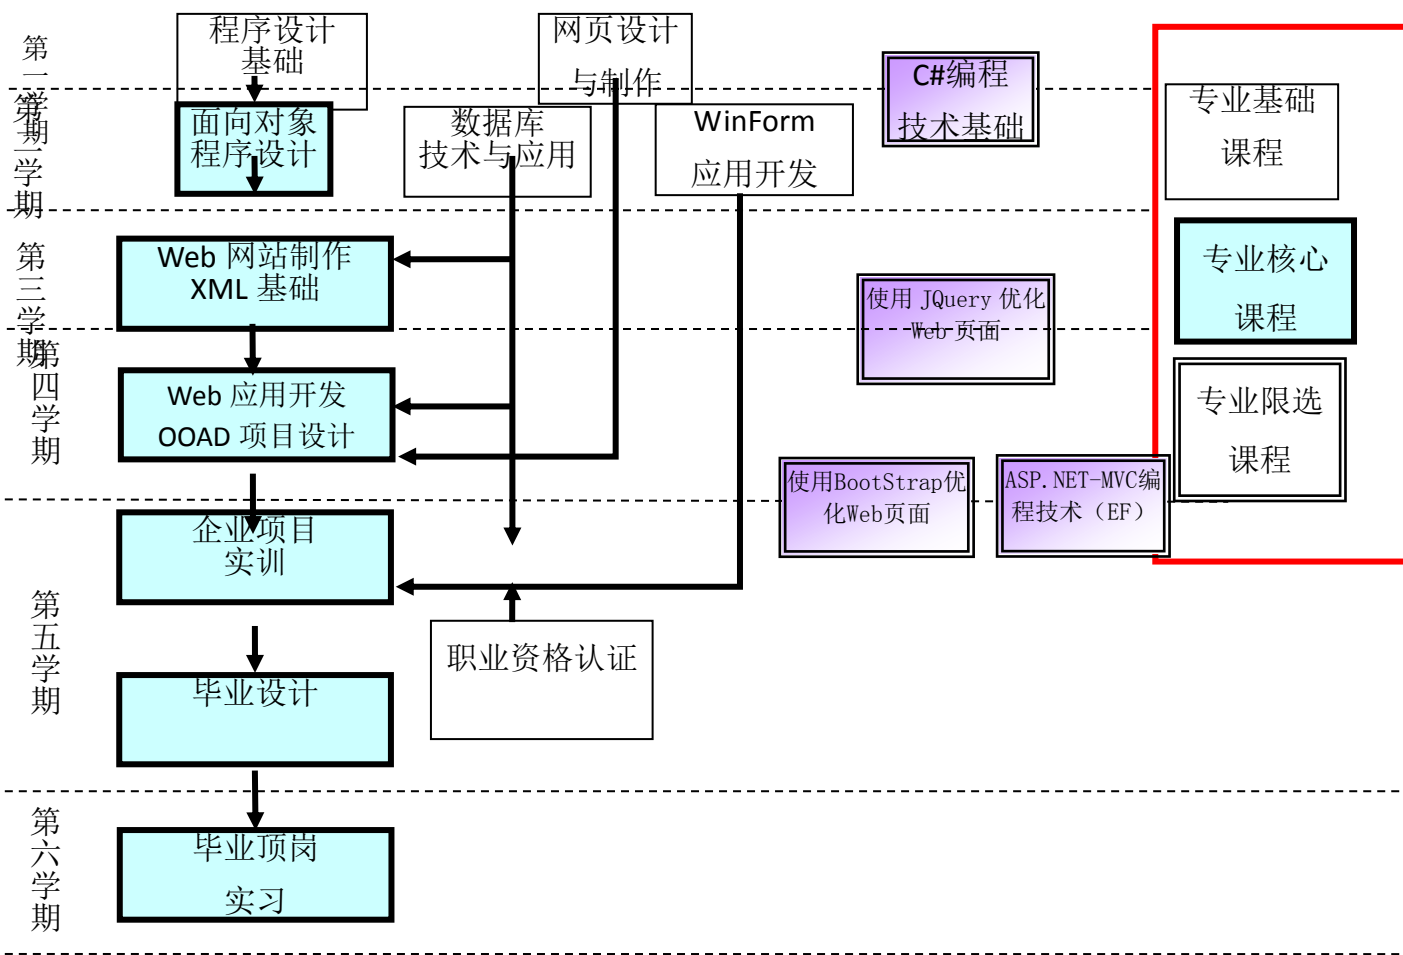 第一学期
程序设计
基础
网页设计
与制作
C#编程
技术基础
专业基础
课程
第二学期
面向对象
程序设计
数据库
技术与应用
WinForm
应用开发
第三学期
Web 网站制作
XML 基础
使用 JQuery 优化
Web 页面
专业核心
课程
第四学期
Web 应用开发
OOAD 项目设计
专业限选
课程
使用BootStrap优
化Web页面
ASP.NET-MVC编
程技术（EF）
第五学期
企业项目
实训
职业资格认证
毕业设计
第六学期
毕业顶岗
实习